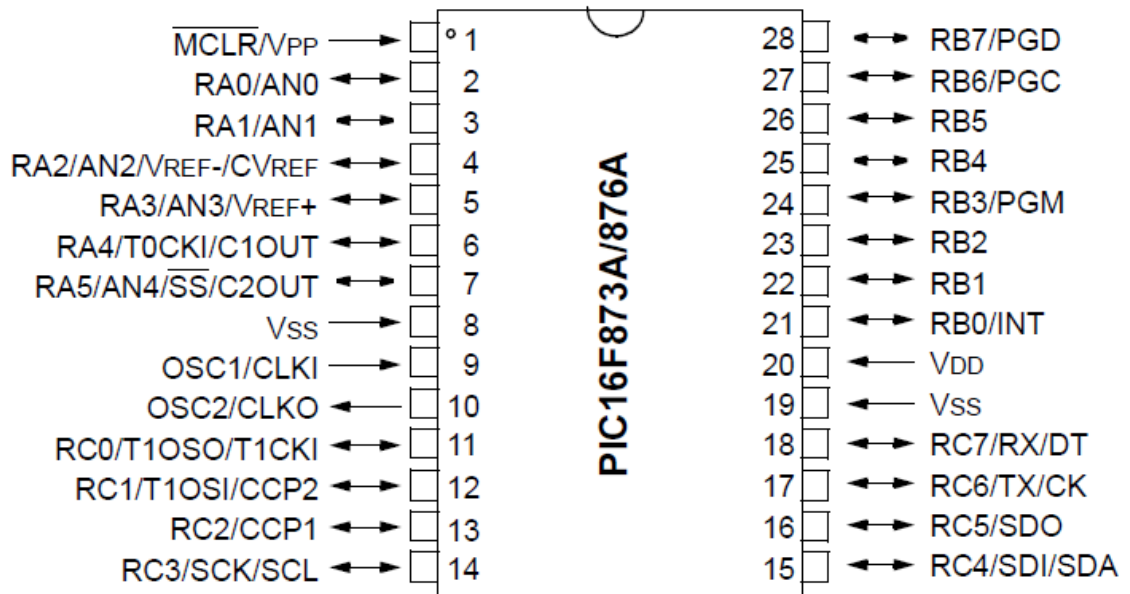 MCLR/VPP 1
RA0/AN0 2
RA1/AN1 3
RA2/AN2/VREF-/CVREF 4
RA3/AN3/VREF+ 5
RA4/T0CKI/C1OUT 6
RA5/AN4/SS/C2OUT 7
VSS 8
OSC1/CLKI 9
OSC2/CLKO 10
RC0/T1OSO/T1CKI 11
RC1/T1OSI/CCP2 12
RC2/CCP1 13
RC3/SCK/SCL 14
PIC16F873A/876A
28 RB7/PGD
27 RB6/PGC
26 RB5
25 RB4
24 RB3/PGM
23 RB2
22 RB1
21 RB0/INT
20 VDD
19 VSS
18 RC7/RX/DT
17 RC6/TX/CK
16 RC5/SDO
15 RC4/SDI/SDA